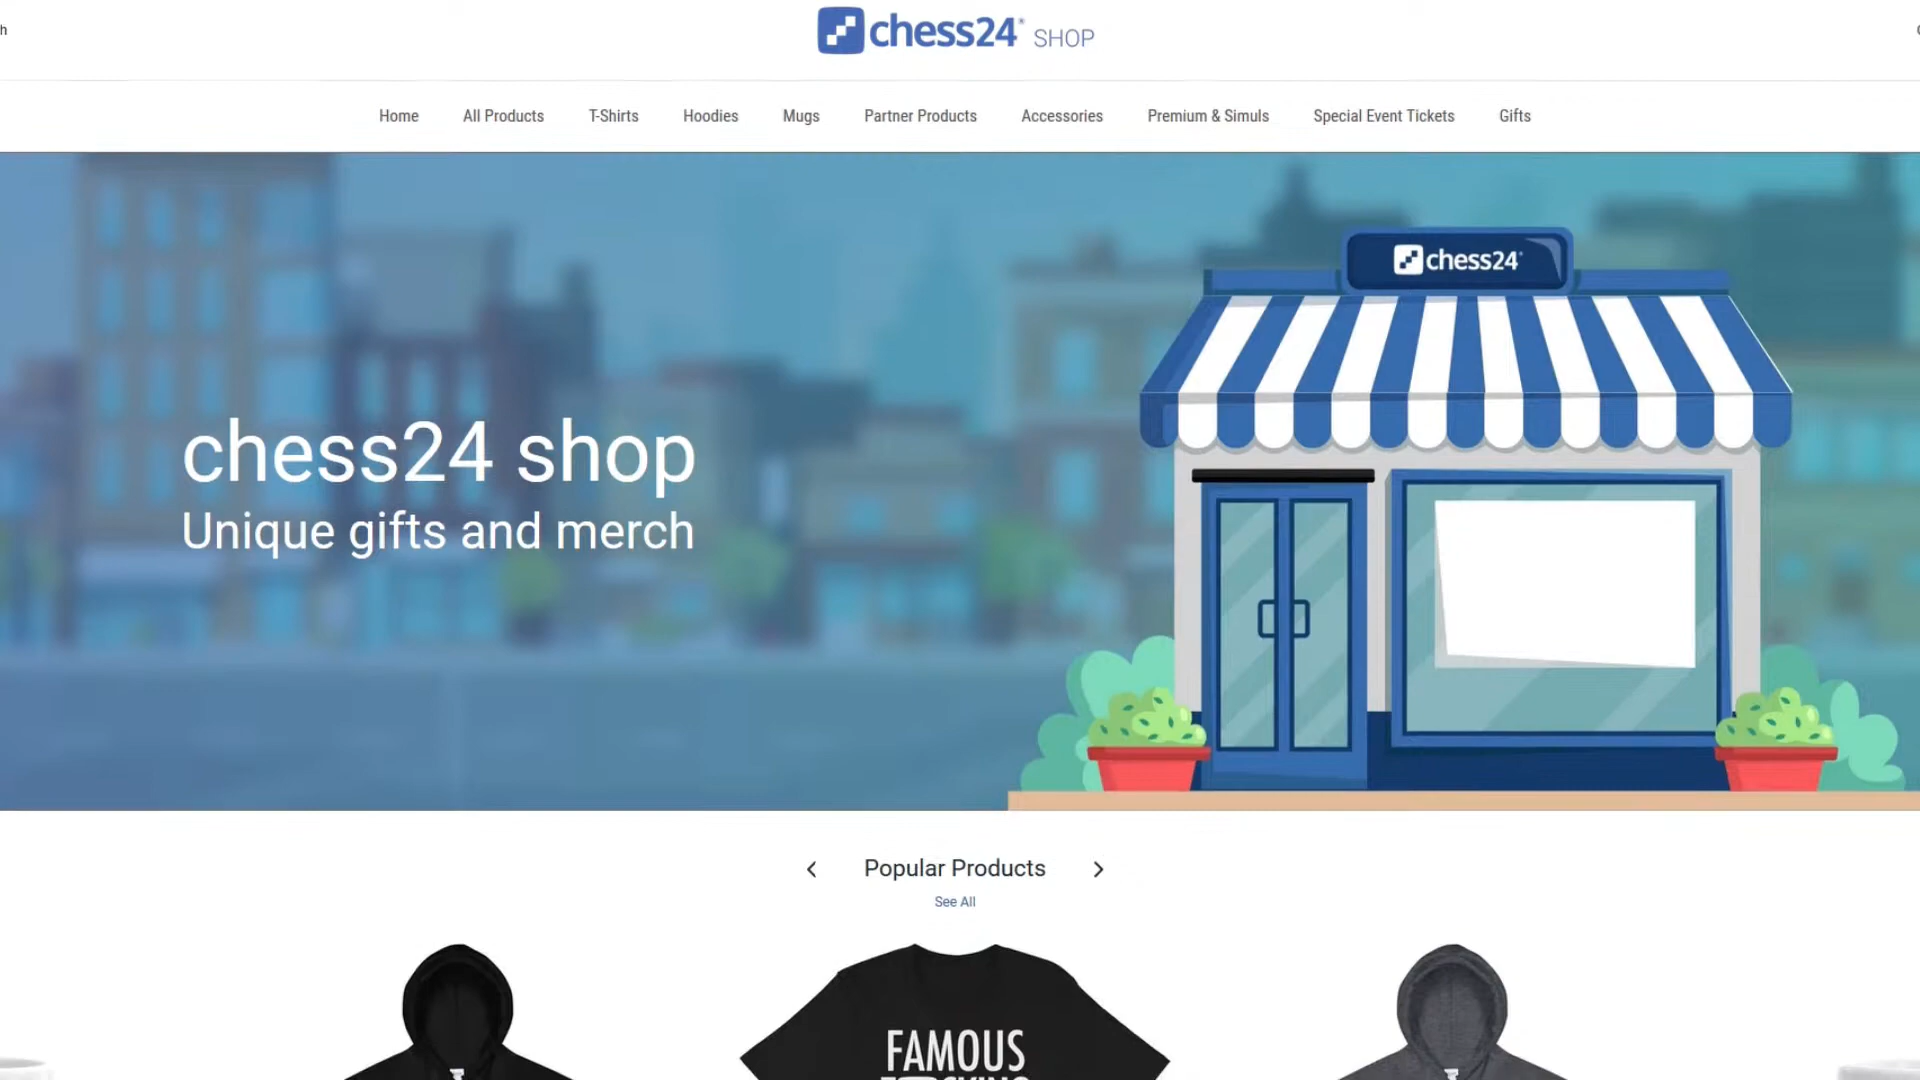 chess24 SHOP
Home All Products T-Shirts Hoodies Mugs Partner Products Accessories Premium & Simuls Special Event Tickets Gifts
chess24
chess24 shop
Unique gifts and merch
Popular Products
See All
FAMOUS